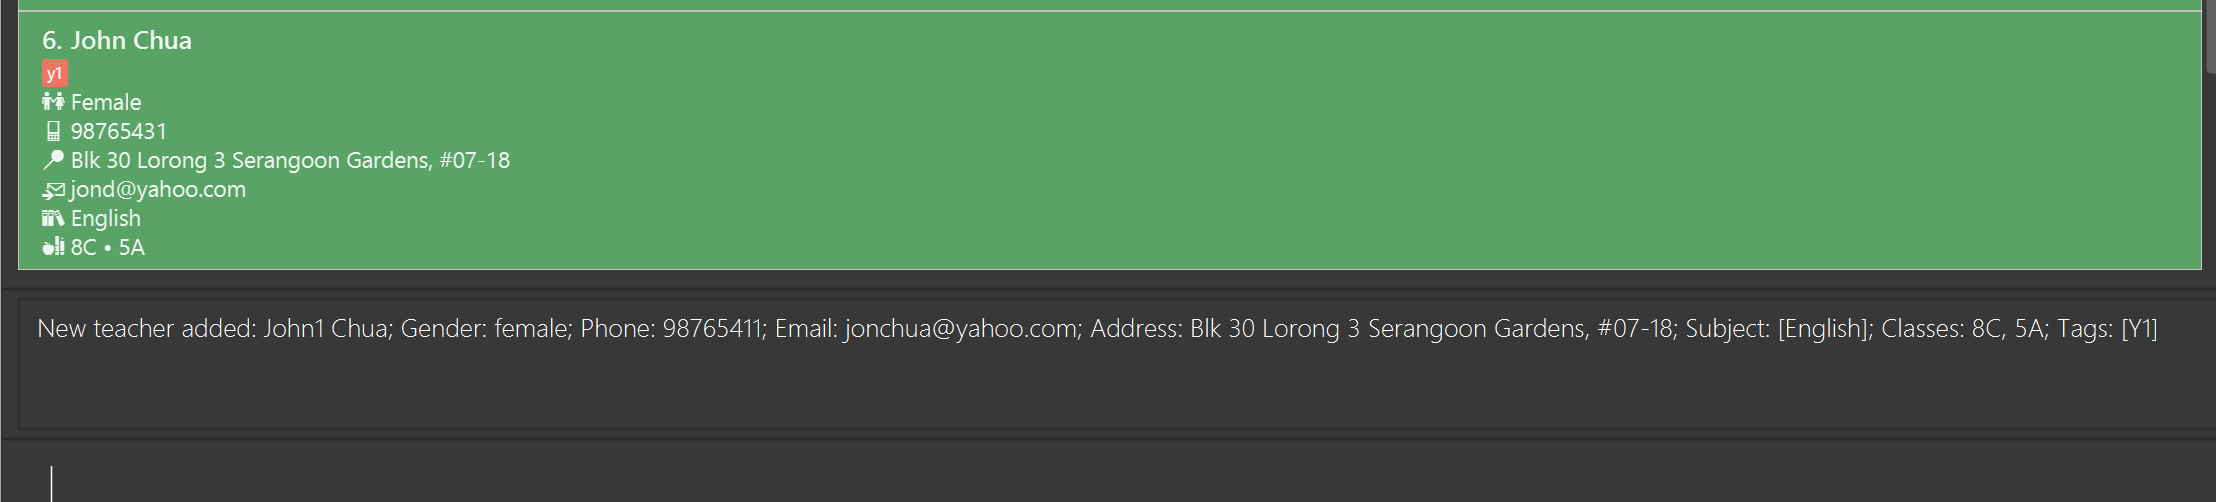 6. John Chua
y1
Female
98765431
Blk 30 Lorong 3 Serangoon Gardens, #07-18
jond@yahoo.com
English
8C • 5A
New teacher added: John1 Chua; Gender: female; Phone: 98765411; Email: jonchua@yahoo.com; Address: Blk 30 Lorong 3 Serangoon Gardens, #07-18; Subject: [English]; Classes: 8C, 5A; Tags: [Y1]